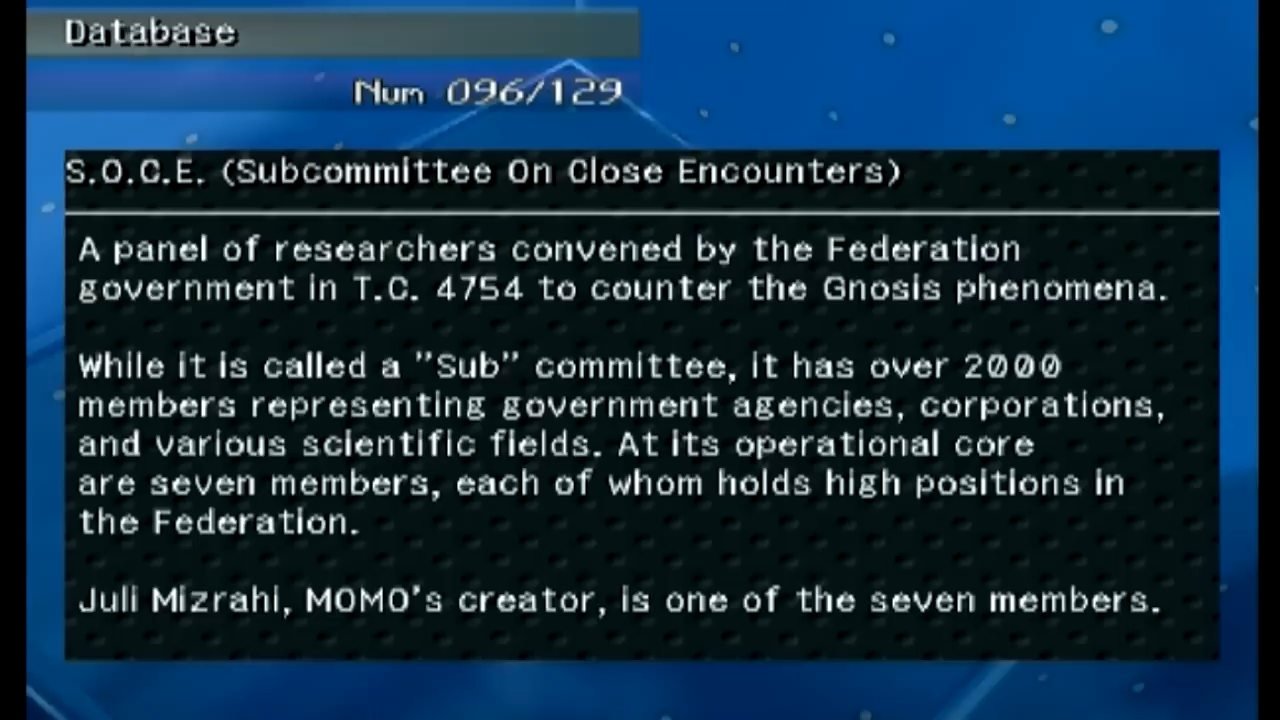 Database
Num 096/129
S.O.C.E. (Subcommittee On Close Encounters)
A panel of researchers convened by the Federation
government in T.C. 4754 to counter the Gnosis phenomena.
While it is called a "Sub" committee, it has over 2000
members representing government agencies, corporations,
and various scientific fields. At its operational core
are seven members, each of whom holds high positions in
the Federation.
Juli Mizrahi, MOMO's creator, is one of the seven members.